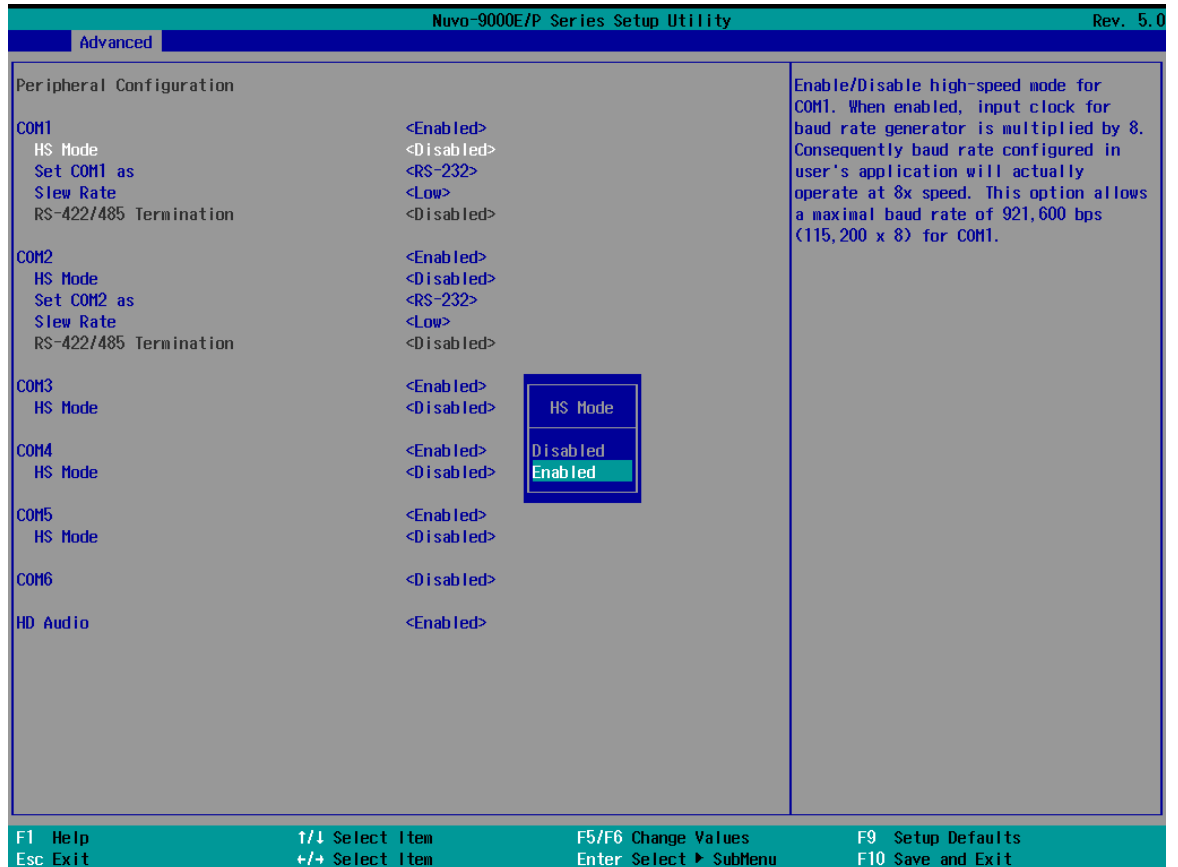 Nuvo-9000E/P Series Setup Utility Rev. 5.0
Advanced
Peripheral Configuration
COM1 <Enabled>
HS Mode <Disabled>
Set COM1 as <RS-232>
Slew Rate <Low>
RS-422/485 Termination <Disabled>
COM2 <Enabled>
HS Mode <Disabled>
Set COM2 as <RS-232>
Slew Rate <Low>
RS-422/485 Termination <Disabled>
COM3 <Enabled>
HS Mode <Disabled>
COM4 <Enabled>
HS Mode <Disabled>
COM5 <Enabled>
HS Mode <Disabled>
COM6 <Disabled>
HD Audio <Enabled>
HS Mode
Disabled
Enabled
Enable/Disable high-speed mode for
COM1. When enabled, input clock for
baud rate generator is multiplied by 8.
Consequently baud rate configured in
user's application will actually
operate at 8x speed. This option allows
a maximal baud rate of 921,600 bps
(115,200 x 8) for COM1.
F1 Help ↑/↓ Select Item F5/F6 Change Values F9 Setup Defaults
Esc Exit ←/→ Select Item Enter Select ▶ SubMenu F10 Save and Exit